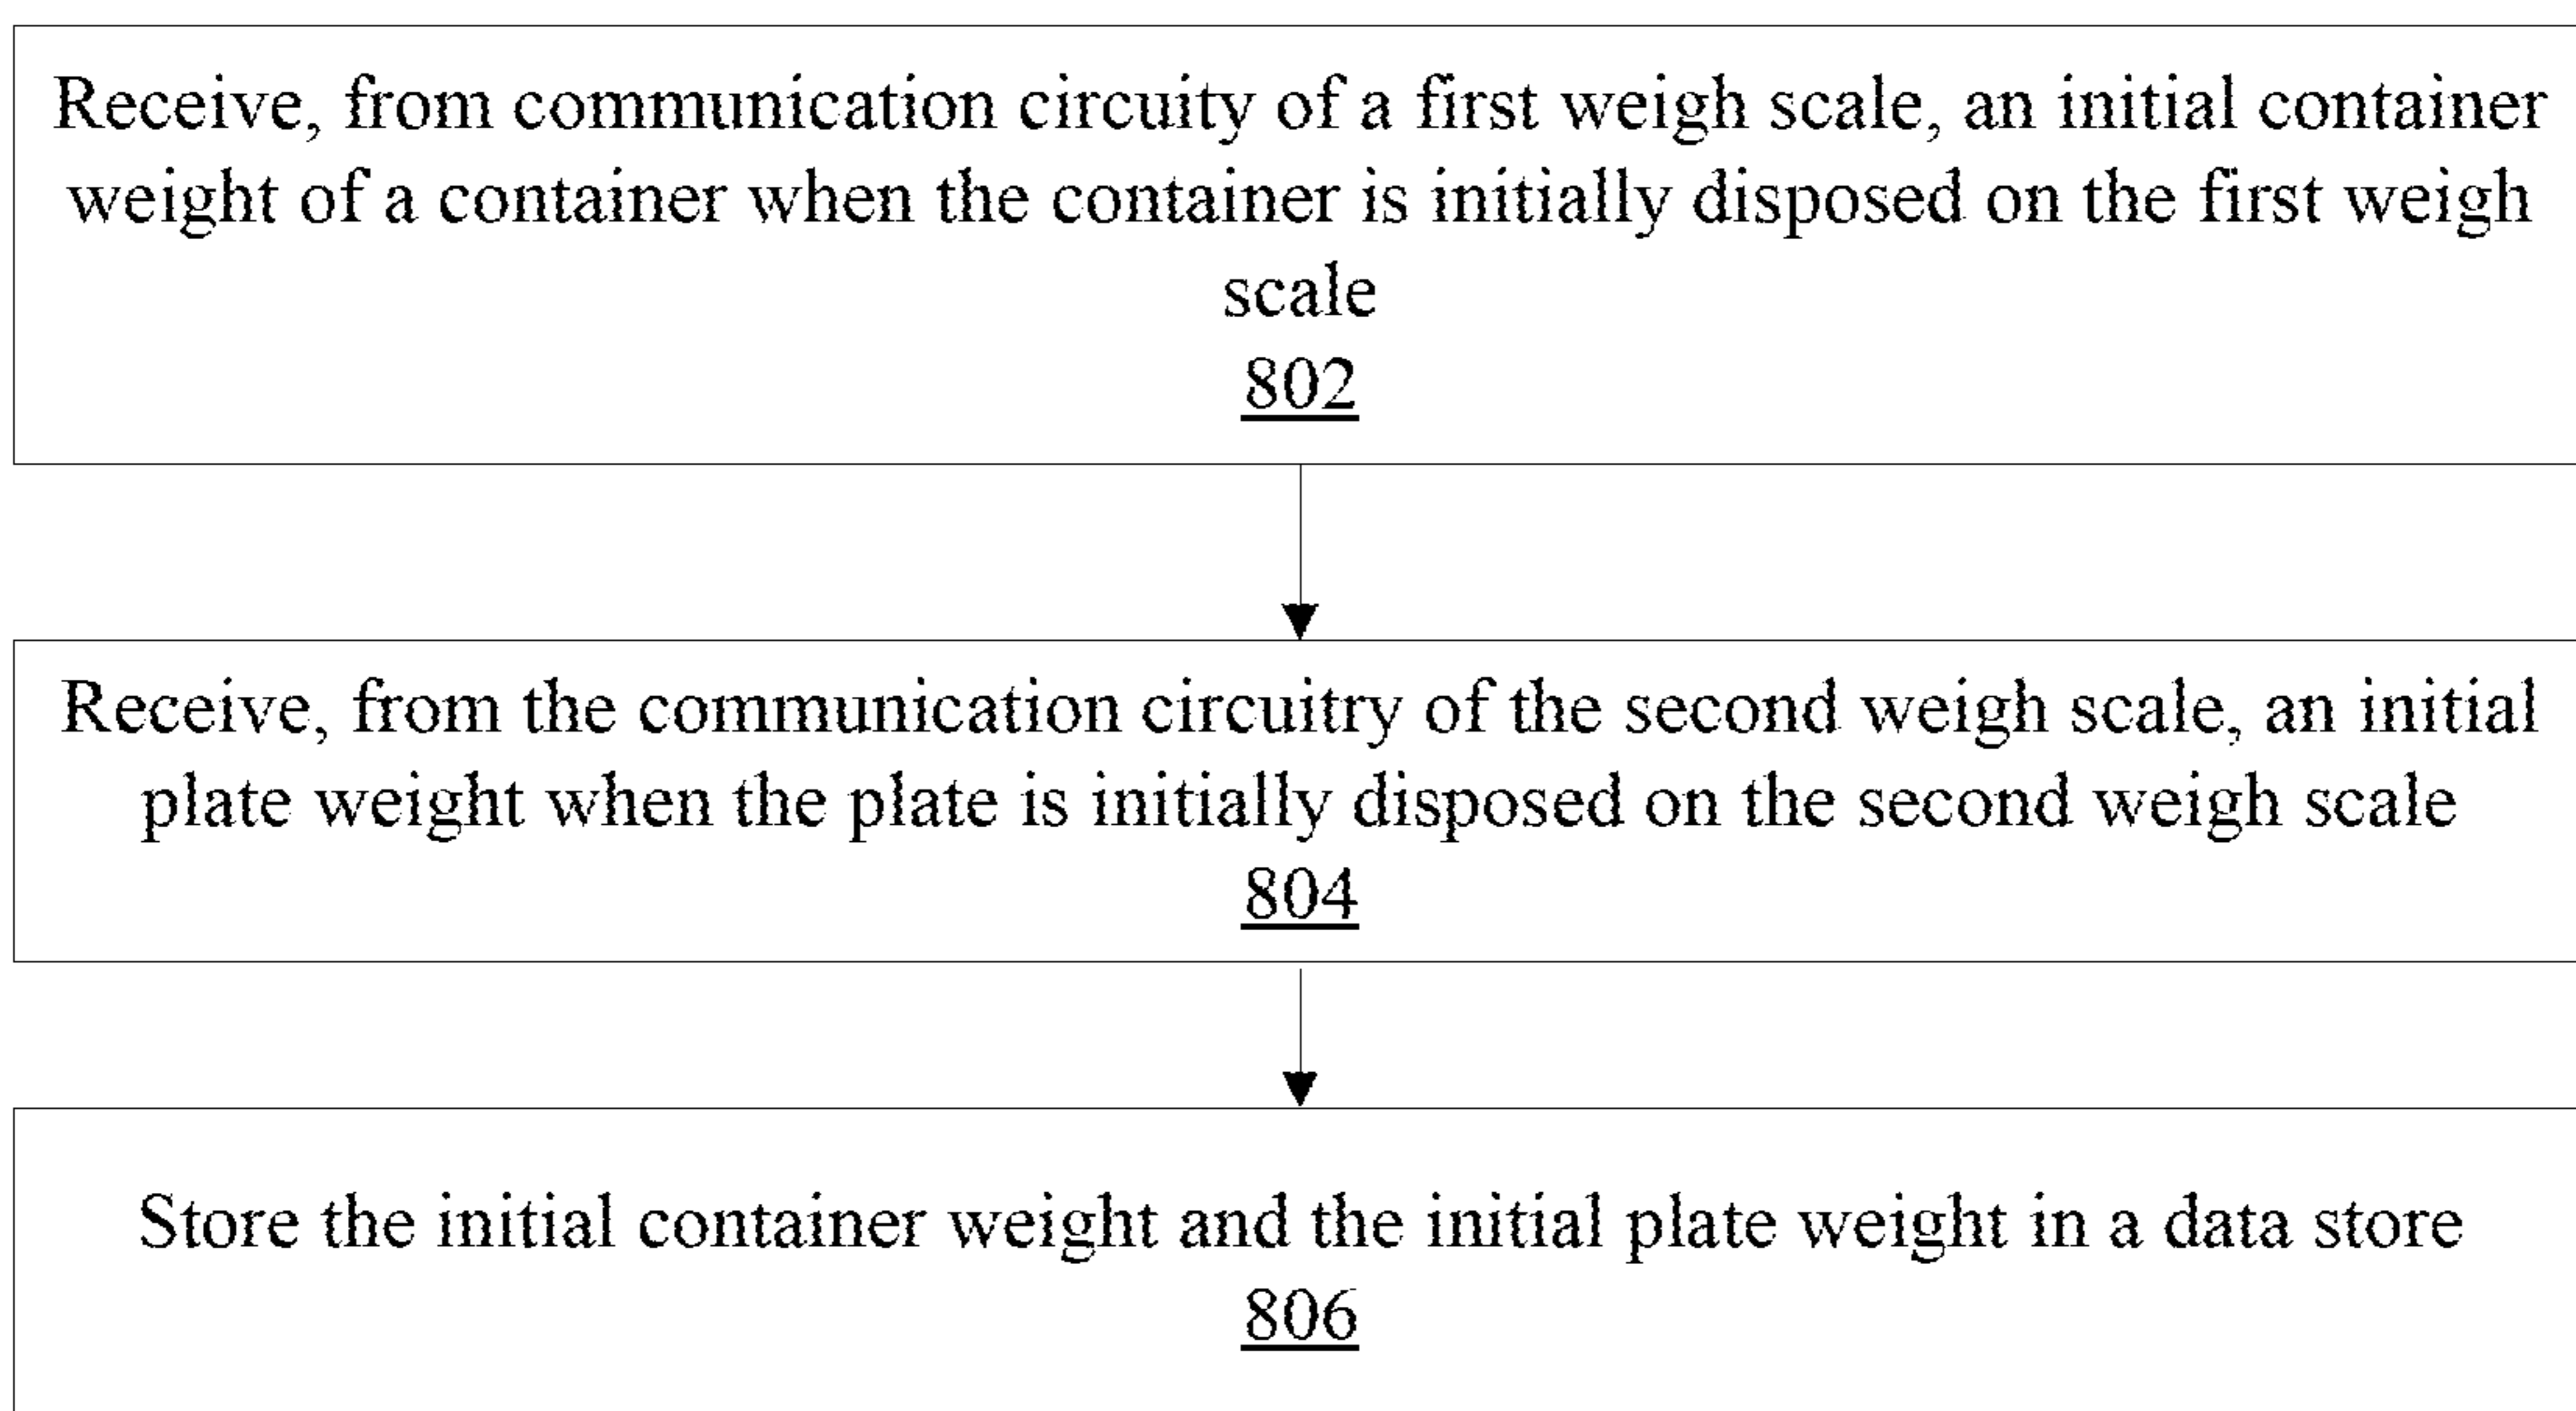 Receive, from communication circuity of a first weigh scale, an initial container
weight of a container when the container is initially disposed on the first weigh
scale
802
Receive, from the communication circuitry of the second weigh scale, an initial
plate weight when the plate is initially disposed on the second weigh scale
804
Store the initial container weight and the initial plate weight in a data store
806